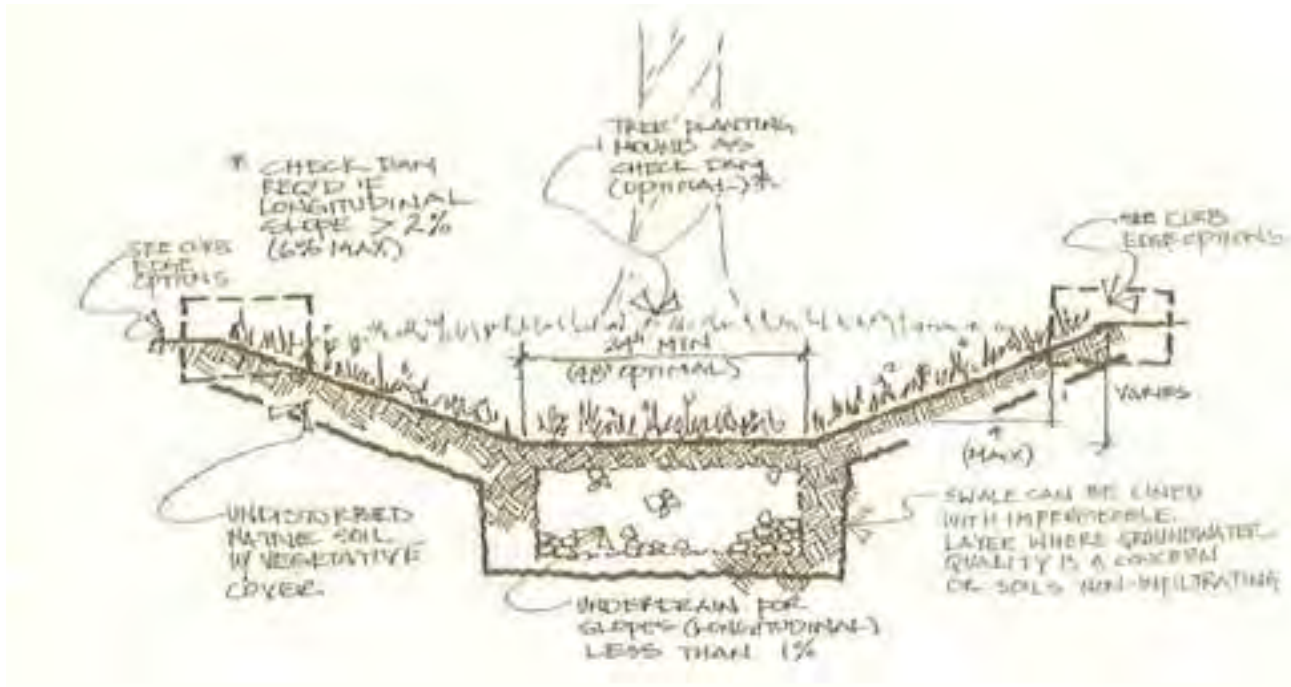 TREE PLANTING
MOUND AS
CHECK DAM
(OPTIONAL)*
* CHECK DAM
REQ'D IF
LONGITUDINAL
SLOPE > 2%
(6% MAX)
SEE CURB
EDGE
OPTIONS
SEE CURB
EDGE OPTIONS
24" MIN
(48" OPTIMAL)
VARIES
(MAX)
UNDISTURBED
NATIVE SOIL
W/ VEGETATIVE
COVER
SWALE CAN BE LINED
WITH IMPERMEABLE
LAYER WHERE GROUNDWATER
QUALITY IS A CONCERN
OR SOILS NON-INFILTRATING
UNDERDRAIN FOR
SLOPES (LONGITUDINAL)
LESS THAN 1%